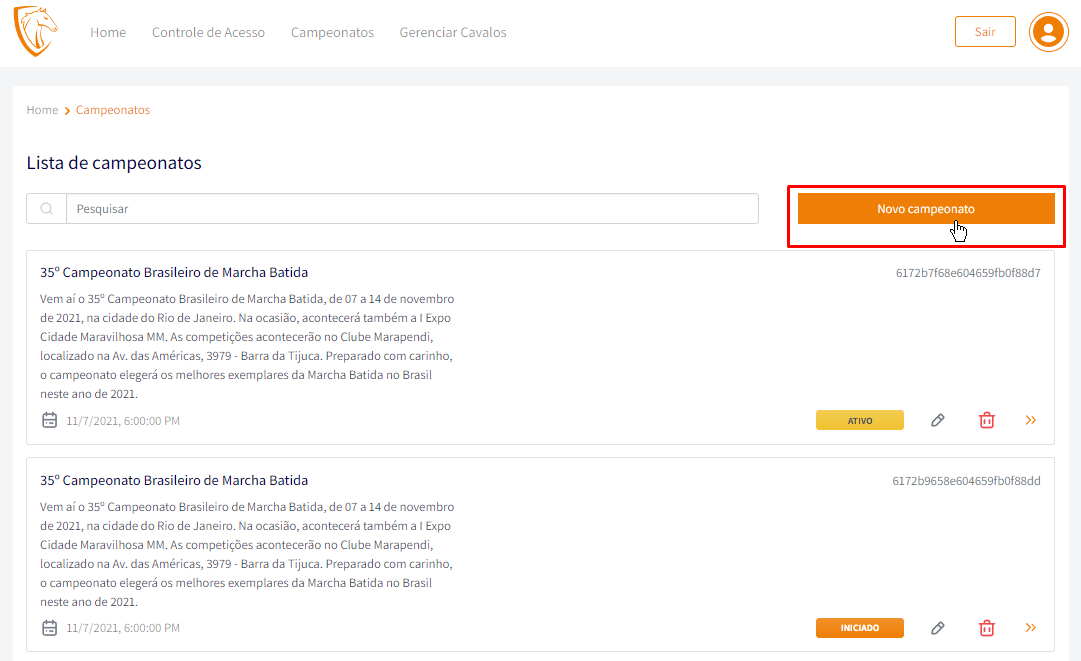 Home Controle de Acesso Campeonatos Gerenciar Cavalos Sair
Home Campeonatos
Lista de campeonatos
Pesquisar Novo campeonato
35º Campeonato Brasileiro de Marcha Batida 6172b7f68e604659fb0f88d7
Vem aí o 35º Campeonato Brasileiro de Marcha Batida, de 07 a 14 de novembro
de 2021, na cidade do Rio de Janeiro. Na ocasião, acontecerá também a I Expo
Cidade Maravilhosa MM. As competições acontecerão no Clube Marapendi,
localizado na Av. das Américas, 3979 - Barra da Tijuca. Preparado com carinho,
o campeonato elegerá os melhores exemplares da Marcha Batida no Brasil
neste ano de 2021.
11/7/2021, 6:00:00 PM ATIVO
35º Campeonato Brasileiro de Marcha Batida 6172b9658e604659fb0f88dd
Vem aí o 35º Campeonato Brasileiro de Marcha Batida, de 07 a 14 de novembro
de 2021, na cidade do Rio de Janeiro. Na ocasião, acontecerá também a I Expo
Cidade Maravilhosa MM. As competições acontecerão no Clube Marapendi,
localizado na Av. das Américas, 3979 - Barra da Tijuca. Preparado com carinho,
o campeonato elegerá os melhores exemplares da Marcha Batida no Brasil
neste ano de 2021.
11/7/2021, 6:00:00 PM INICIADO